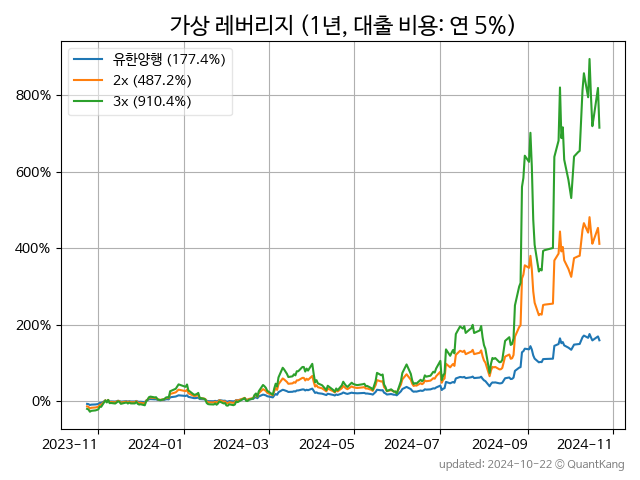 가상 레버리지 (1년, 대출 비용: 연 5%)
유한양행 (177.4%)
2x (487.2%)
3x (910.4%)
800%
600%
400%
200%
0%
2023-11 2024-01 2024-03 2024-05 2024-07 2024-09 2024-11
updated: 2024-10-22 © QuantKang